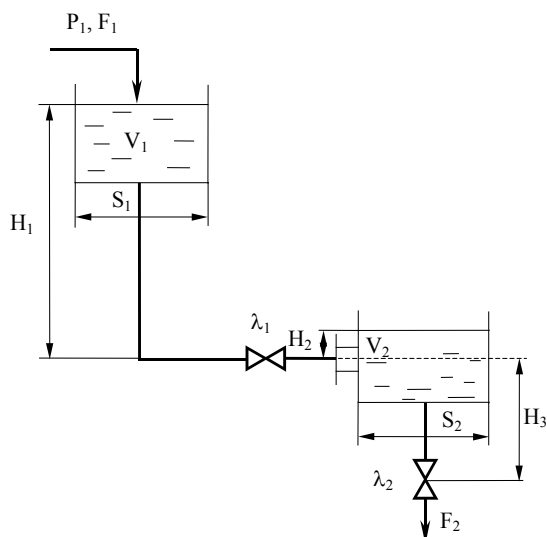 P₁, F₁
V₁
S₁
H₁
λ₁
H₂
V₂
S₂
H₃
λ₂
F₂